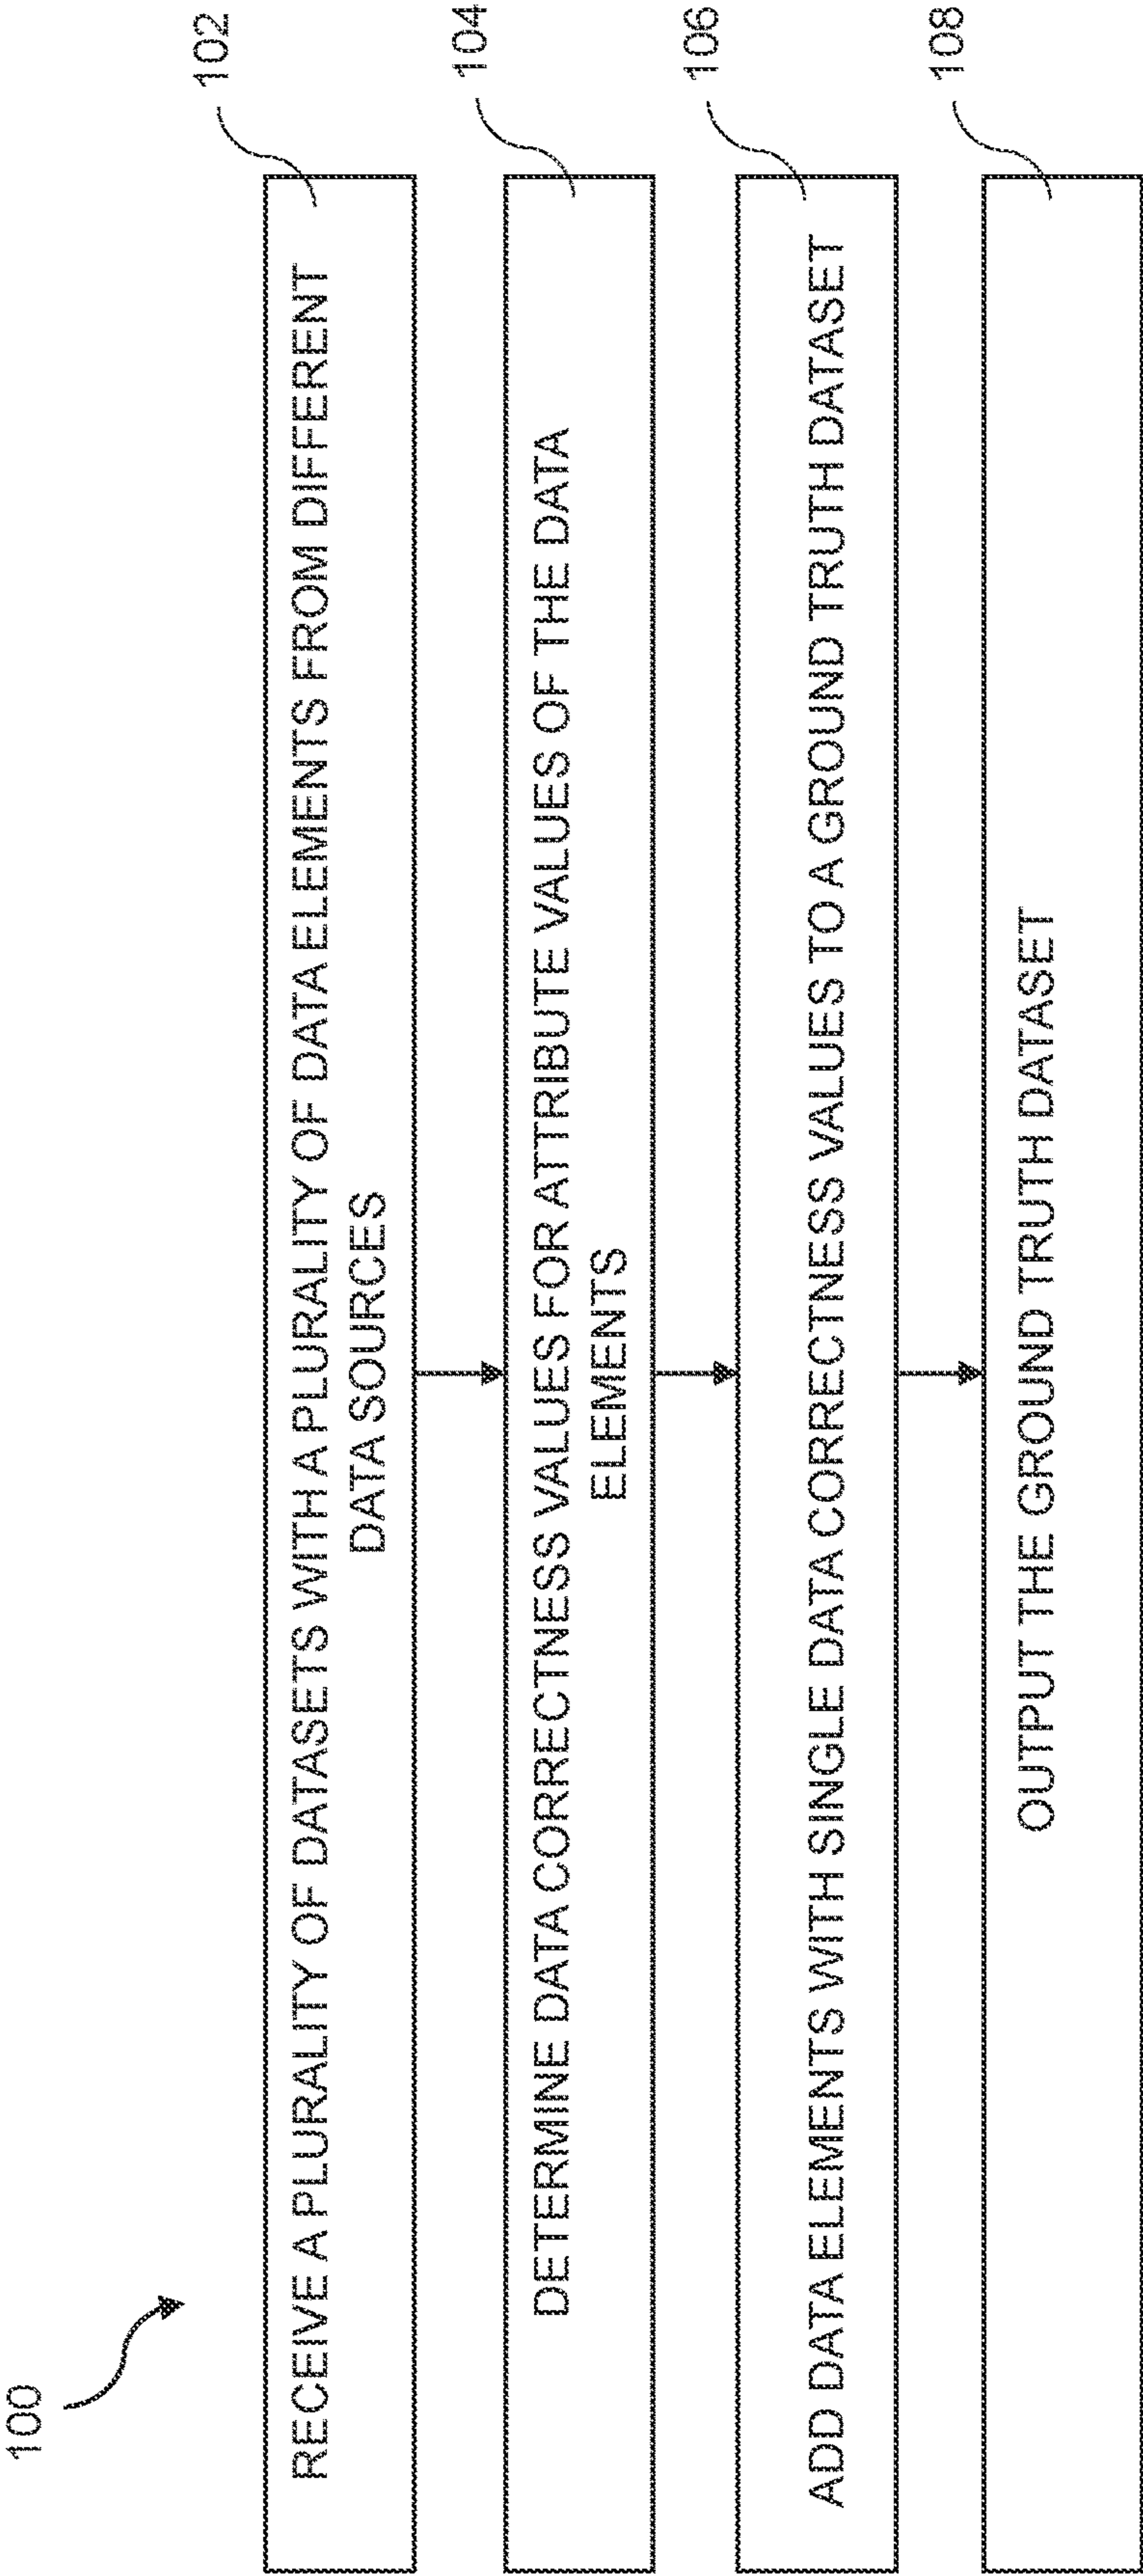 100
102
RECEIVE A PLURALITY OF DATASETS WITH A PLURALITY OF DATA ELEMENTS FROM DIFFERENT
DATA SOURCES
104
DETERMINE DATA CORRECTNESS VALUES FOR ATTRIBUTE VALUES OF THE DATA
ELEMENTS
106
ADD DATA ELEMENTS WITH SINGLE DATA CORRECTNESS VALUES TO A GROUND TRUTH DATASET
108
OUTPUT THE GROUND TRUTH DATASET